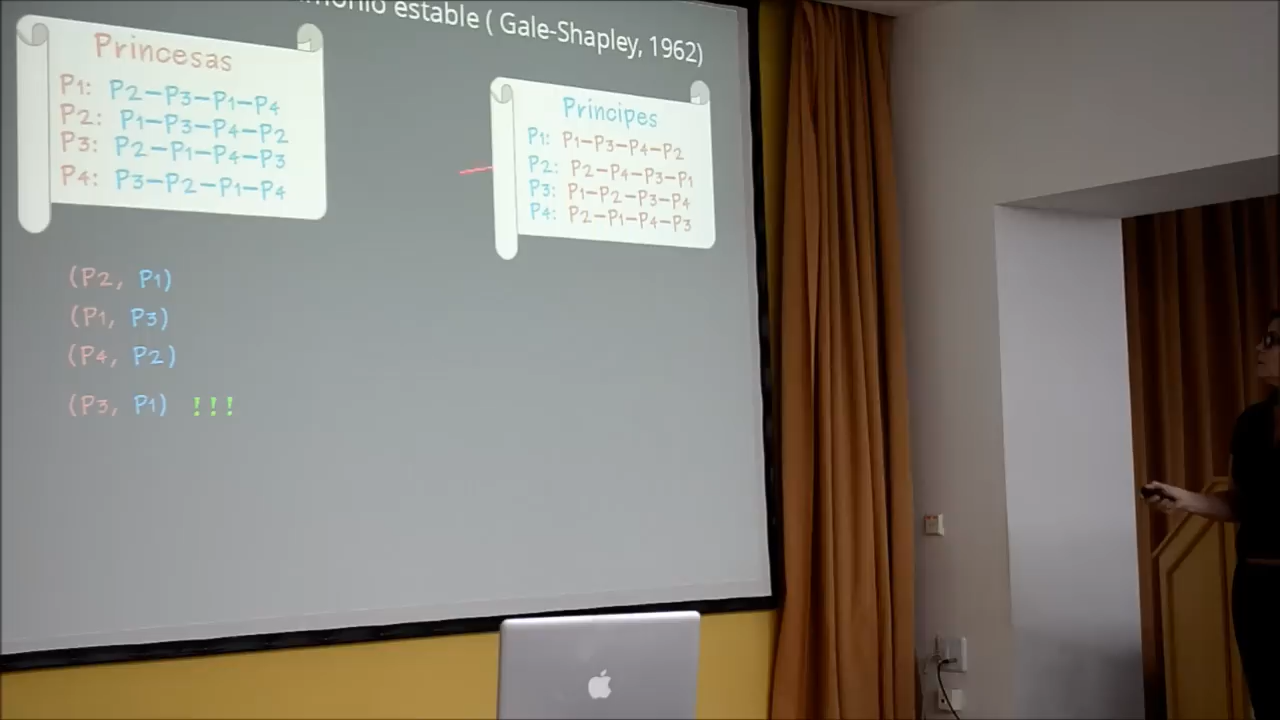 estable ( Gale-Shapley, 1962)
Princesas
P1: P2-P3-P1-P4
P2: P1-P3-P4-P2
P3: P2-P1-P4-P3
P4: P3-P2-P1-P4
Principes
P1: P1-P3-P4-P2
P2: P2-P4-P3-P1
P3: P1-P2-P3-P4
P4: P2-P1-P4-P3
(P2, P1)
(P1, P3)
(P4, P2)
(P3, P1) !!!